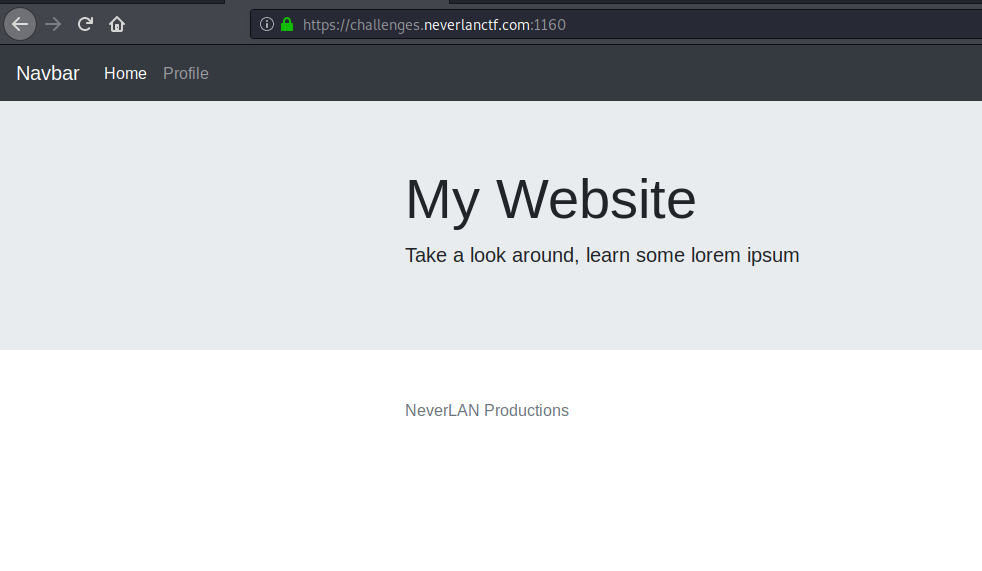 https://challenges.neverlanctf.com:1160
Navbar Home Profile
My Website
Take a look around, learn some lorem ipsum
NeverLAN Productions